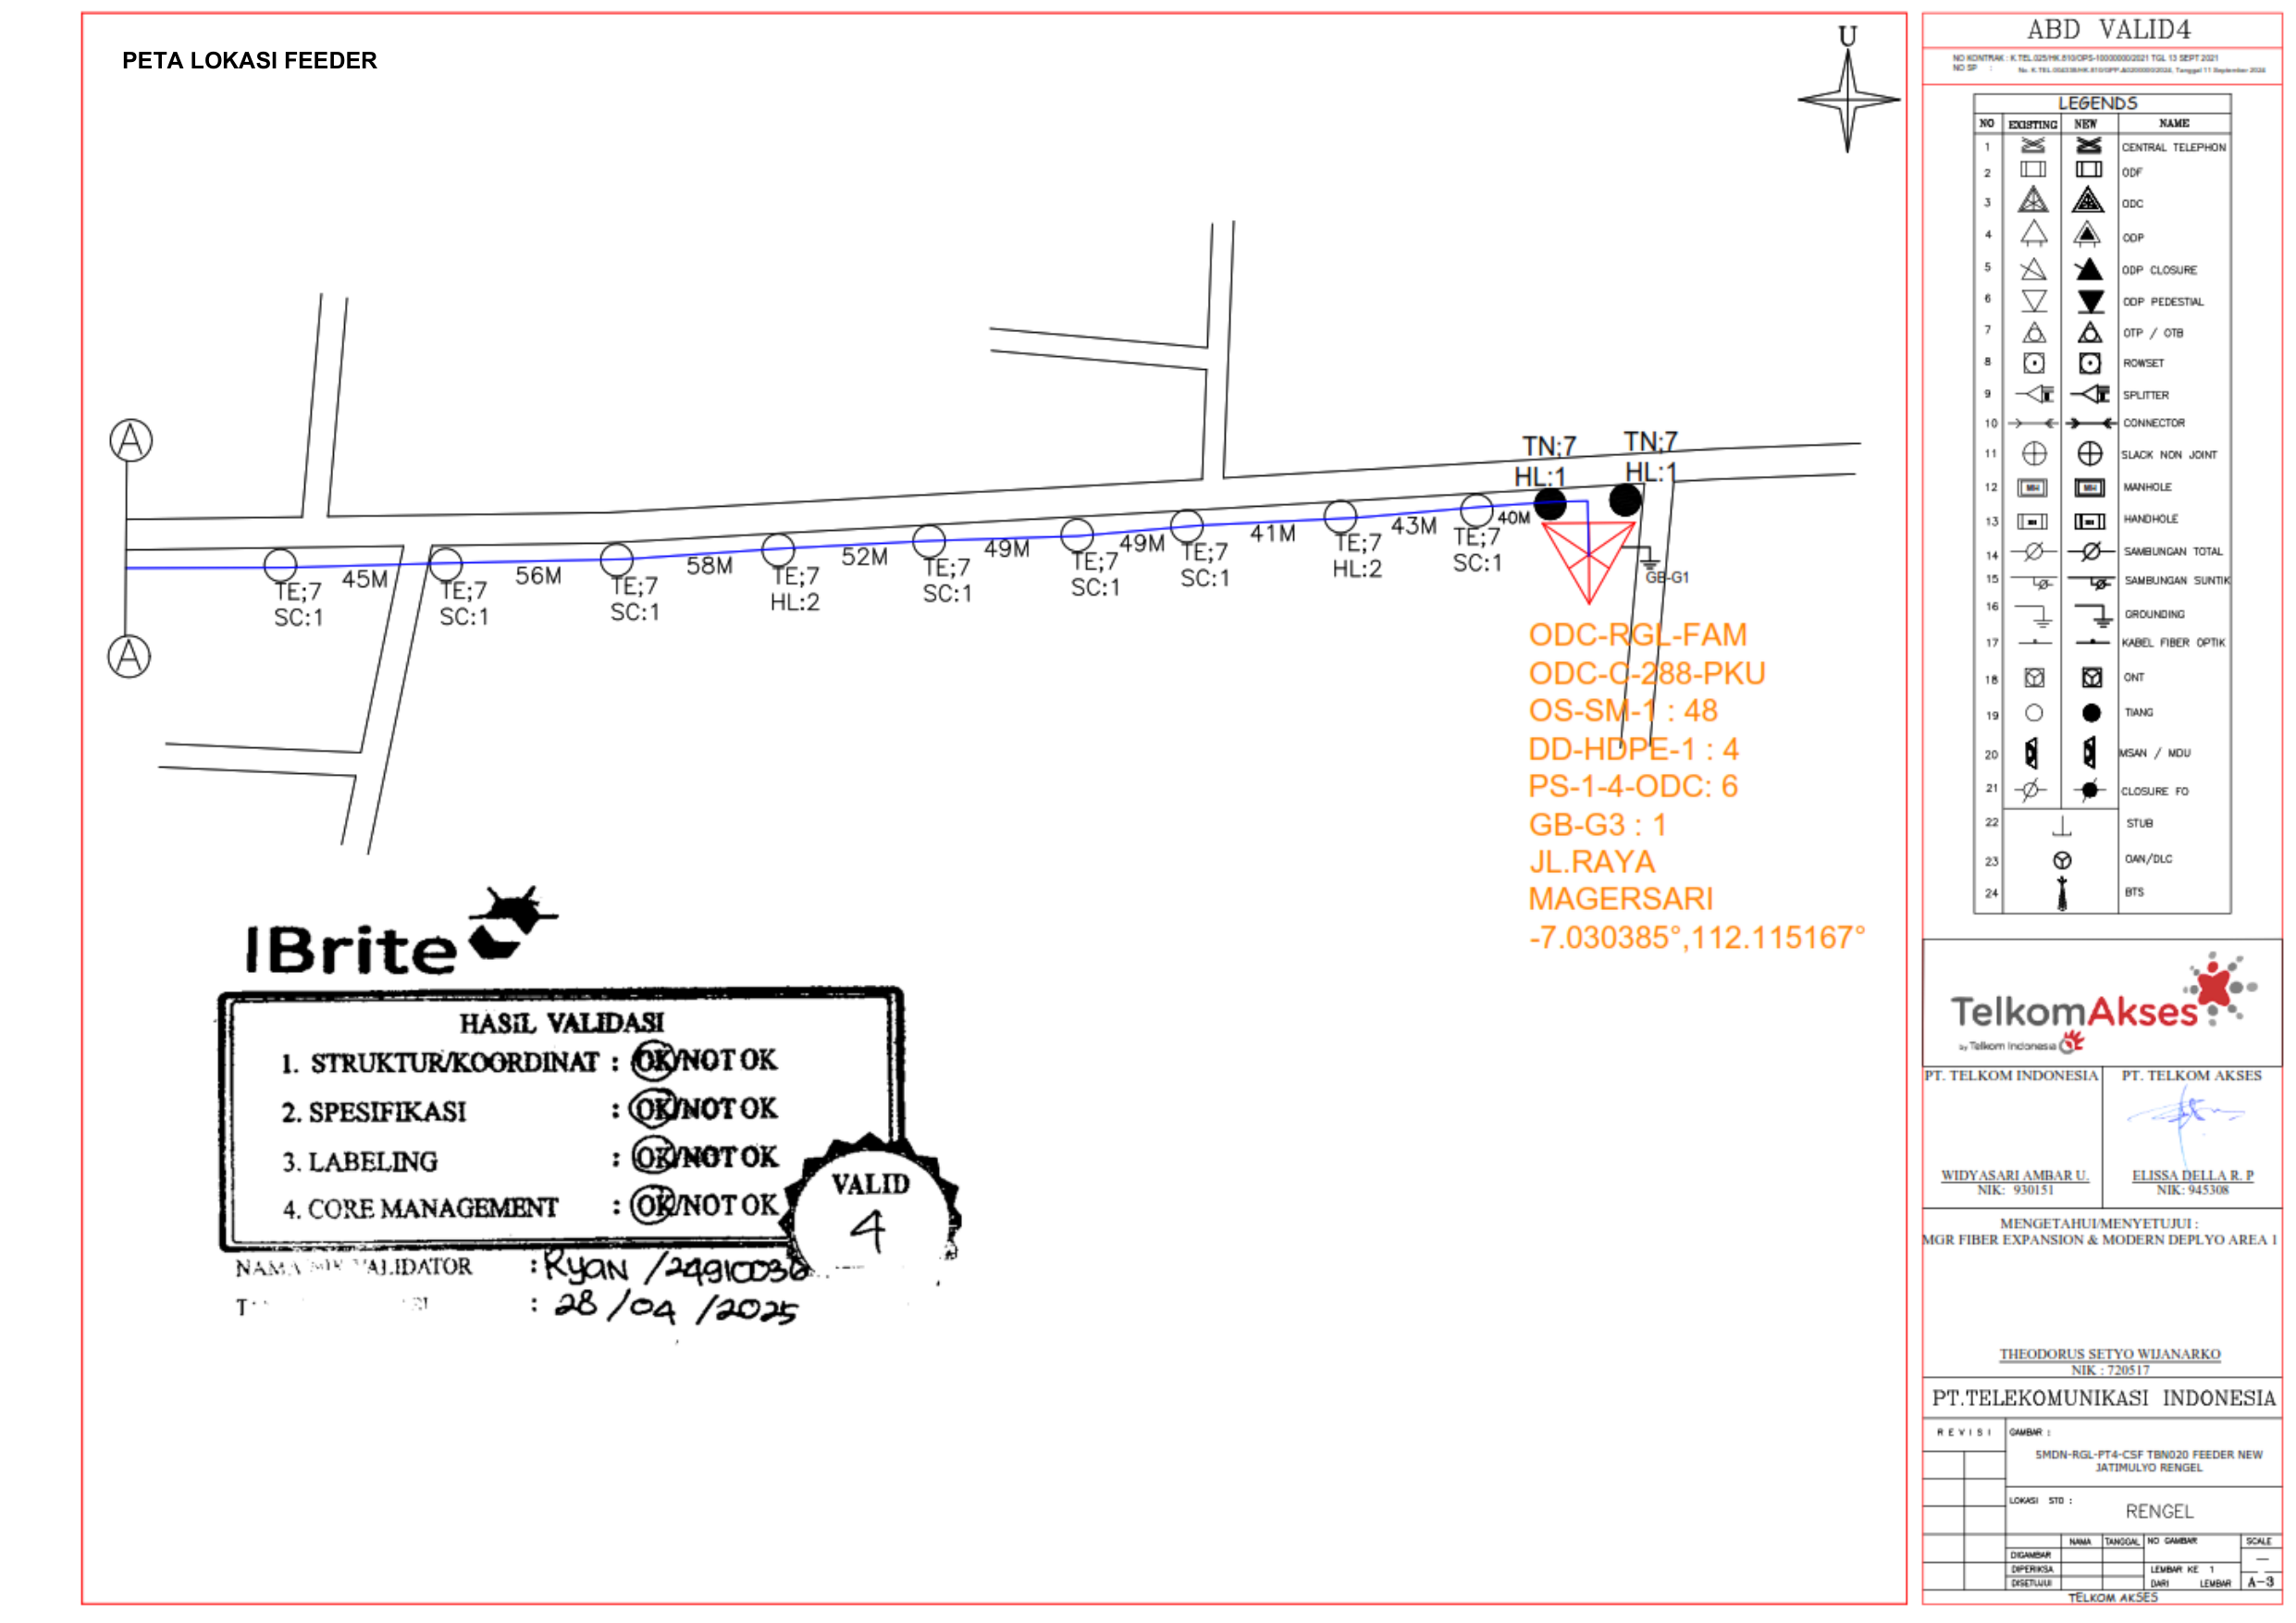 PETA LOKASI FEEDER
U
A
A
45M
56M
58M
52M
49M
49M
41M
43M
40M
TE;7
SC:1
TE;7
SC:1
TE;7
SC:1
TE;7
HL:2
TE;7
SC:1
TE;7
SC:1
TE;7
SC:1
TE;7
HL:2
TE;7
SC:1
TN;7
HL:1
TN;7
HL:1
GB-G1
ODC-RGL-FAM
ODC-C-288-PKU
OS-SM-1 : 48
DD-HDPE-1 : 4
PS-1-4-ODC: 6
GB-G3 : 1
JL.RAYA
MAGERSARI
-7.030385°,112.115167°
IBrite
HASIL VALIDASI
1. STRUKTUR/KOORDINAT : OK/NOT OK
2. SPESIFIKASI : OK/NOT OK
3. LABELING : OK/NOT OK
4. CORE MANAGEMENT : OK/NOT OK
VALID
4
NAMA VALIDATOR : Ryan /24910036
: 28/04/2025
ABD VALID4
NO KONTRAK : K.TEL.025/HK.810/OPS-10000000/2021 TGL 13 SEPT 2021
NO SP : Tanggal 11 September 2024
LEGENDS
NO EXISTING NEW NAME
1 CENTRAL TELEPHON
2 ODF
3 ODC
4 ODP
5 ODP CLOSURE
6 ODP PEDESTIAL
7 OTP / OTB
8 ROWSET
9 SPLITTER
10 CONNECTOR
11 SLACK NON JOINT
12 MH MH MANHOLE
13 HH HH HANDHOLE
14 SAMBUNGAN TOTAL
15 SAMBUNGAN SUNTIK
16 GROUNDING
17 KABEL FIBER OPTIK
18 ONT
19 TIANG
20 MSAN / MDU
21 CLOSURE FO
22 STUB
23 OAN/DLC
24 BTS
TelkomAkses
by Telkom Indonesia
PT. TELKOM INDONESIA
WIDYASARI AMBAR U.
NIK: 930151
PT. TELKOM AKSES
ELISSA DELLA R. P
NIK: 945308
MENGETAHUI/MENYETUJUI :
MGR FIBER EXPANSION & MODERN DEPLYO AREA 1
THEODORUS SETYO WIJANARKO
NIK : 720517
PT.TELEKOMUNIKASI INDONESIA
REVISI
GAMBAR :
5MDN-RGL-PT4-CSF TBN020 FEEDER NEW
JATIMULYO RENGEL
LOKASI STO :
RENGEL
NAMA TANGGAL NO GAMBAR SCALE
DIGAMBAR
DIPERIKSA LEMBAR KE 1
DISETUJUI DARI LEMBAR A-3
TELKOM AKSES